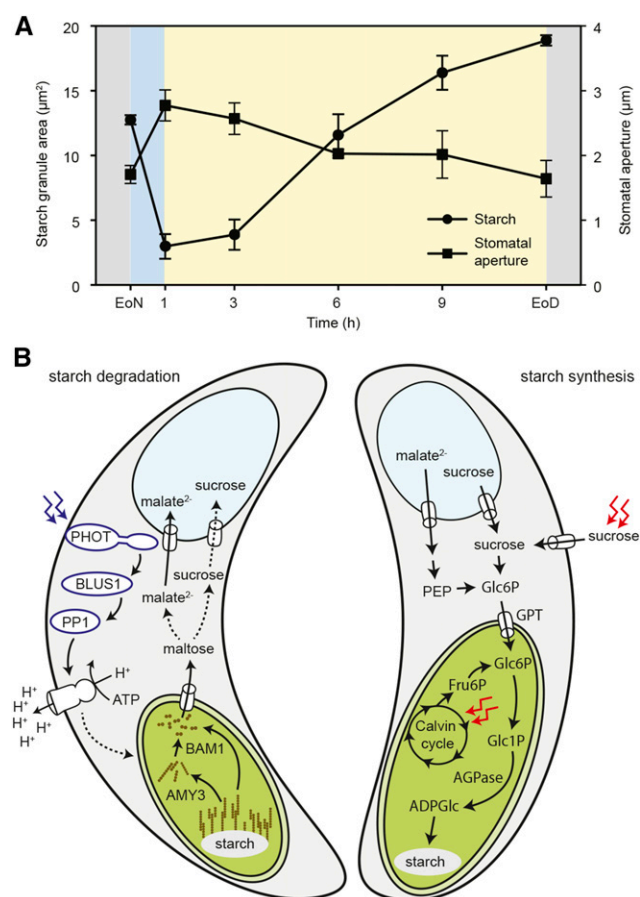 A
20
15
10
5
0
Starch granule area (µm²)
4
3
2
1
0
Stomatal aperture (µm)
Starch
Stomatal
aperture
EoN
1
3
6
9
EoD
Time (h)
B
starch degradation
malate²⁻
sucrose
PHOT
BLUS1
PP1
malate²⁻
sucrose
maltose
H⁺
ATP
H⁺
H⁺
H⁺
H⁺
H⁺
BAM1
AMY3
starch
starch synthesis
malate²⁻
sucrose
sucrose
sucrose
PEP
Glc6P
GPT
Glc6P
Fru6P
Calvin
cycle
Glc1P
AGPase
ADPGlc
starch